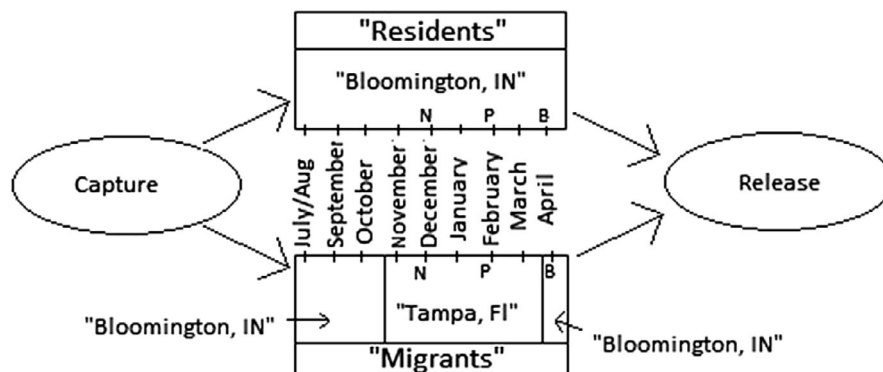 "Residents"
"Bloomington, IN"
N P B
Capture
July/Aug
September
October
November
December
January
February
March
April
Release
N P B
"Bloomington, IN"
"Tampa, Fl"
"Bloomington, IN"
"Migrants"